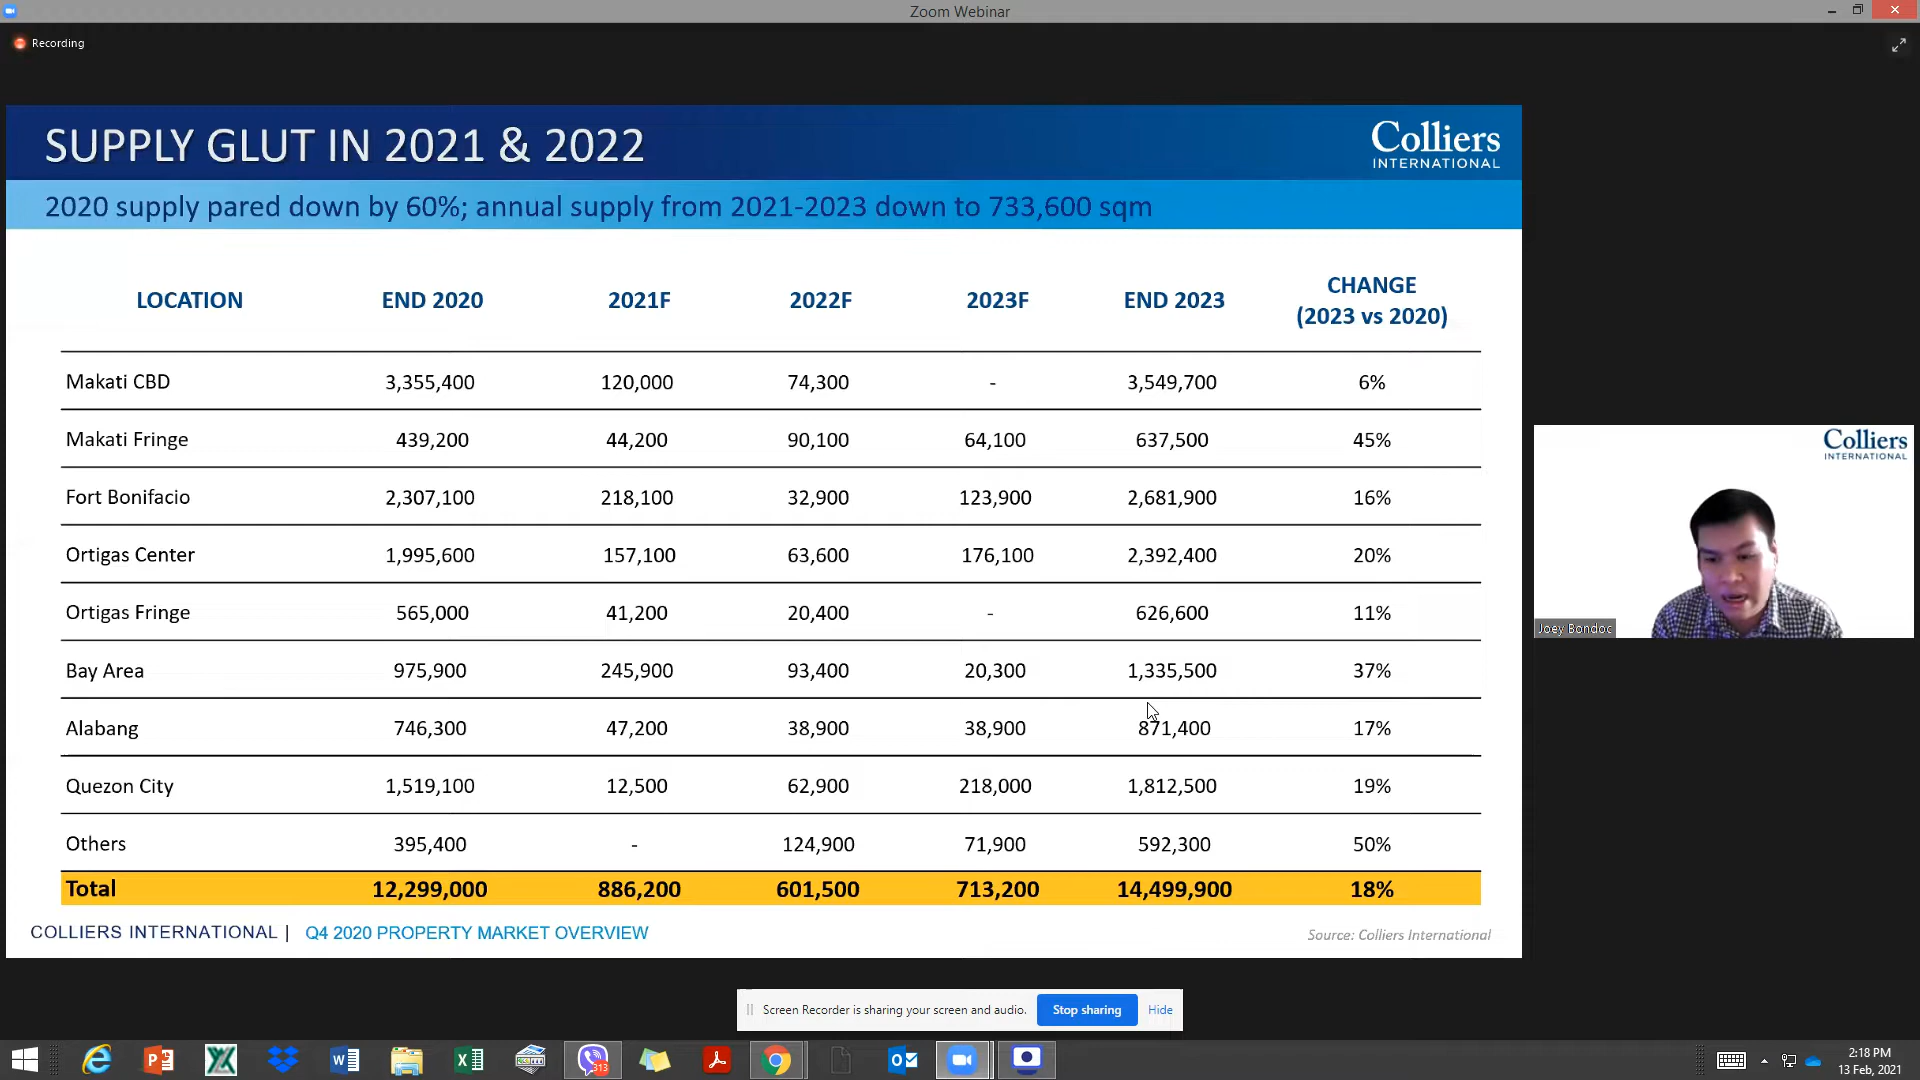 Zoom Webinar
Recording
SUPPLY GLUT IN 2021 & 2022
Colliers
INTERNATIONAL
2020 supply pared down by 60%; annual supply from 2021-2023 down to 733,600 sqm
LOCATION END 2020 2021F 2022F 2023F END 2023 CHANGE
(2023 vs 2020)
Makati CBD 3,355,400 120,000 74,300 - 3,549,700 6%
Makati Fringe 439,200 44,200 90,100 64,100 637,500 45%
Fort Bonifacio 2,307,100 218,100 32,900 123,900 2,681,900 16%
Ortigas Center 1,995,600 157,100 63,600 176,100 2,392,400 20%
Ortigas Fringe 565,000 41,200 20,400 - 626,600 11%
Bay Area 975,900 245,900 93,400 20,300 1,335,500 37%
Alabang 746,300 47,200 38,900 38,900 871,400 17%
Quezon City 1,519,100 12,500 62,900 218,000 1,812,500 19%
Others 395,400 - 124,900 71,900 592,300 50%
Total 12,299,000 886,200 601,500 713,200 14,499,900 18%
COLLIERS INTERNATIONAL | Q4 2020 PROPERTY MARKET OVERVIEW
Source: Colliers International
Colliers
INTERNATIONAL
Joey Bondoc
Screen Recorder is sharing your screen and audio. Stop sharing Hide
313
2:18 PM
13 Feb, 2021